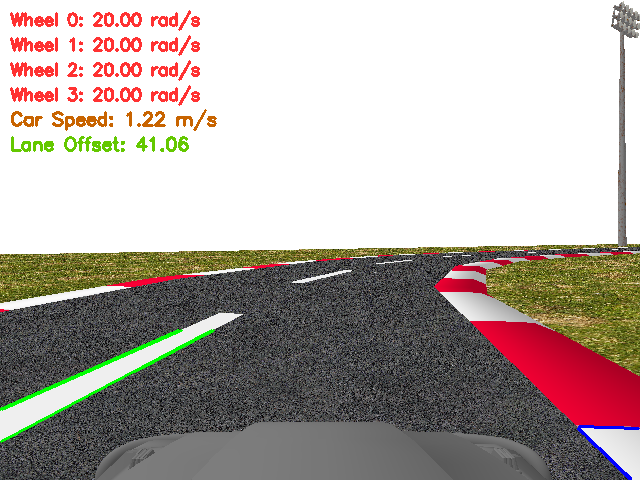 Wheel 0: 20.00 rad/s
Wheel 1: 20.00 rad/s
Wheel 2: 20.00 rad/s
Wheel 3: 20.00 rad/s
Car Speed: 1.22 m/s
Lane Offset: 41.06